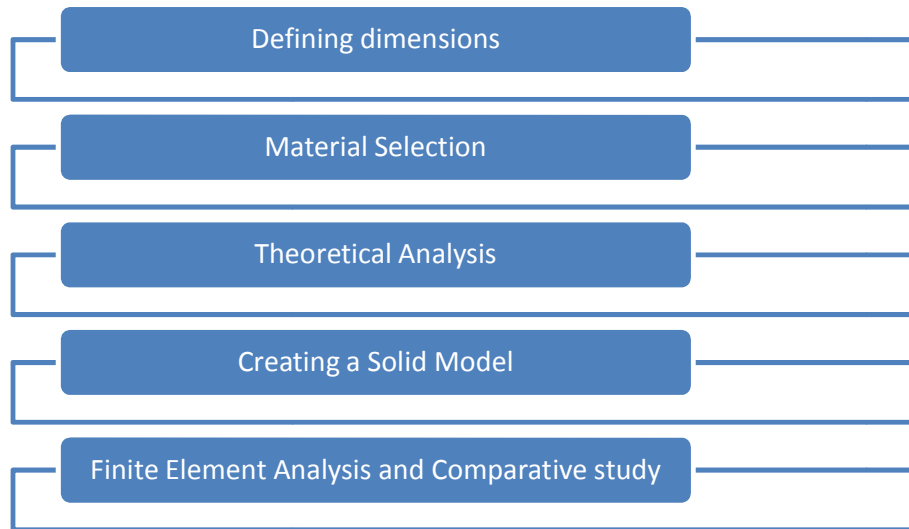 Defining dimensions
Material Selection
Theoretical Analysis
Creating a Solid Model
Finite Element Analysis and Comparative study